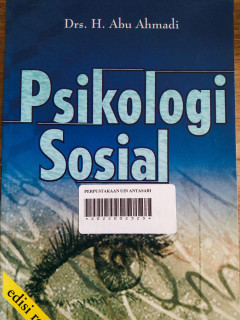 Drs. H. Abu Ahmadi
Psikologi
Sosial
PERPUSTAKAAN UIN ANTASARI
edisi